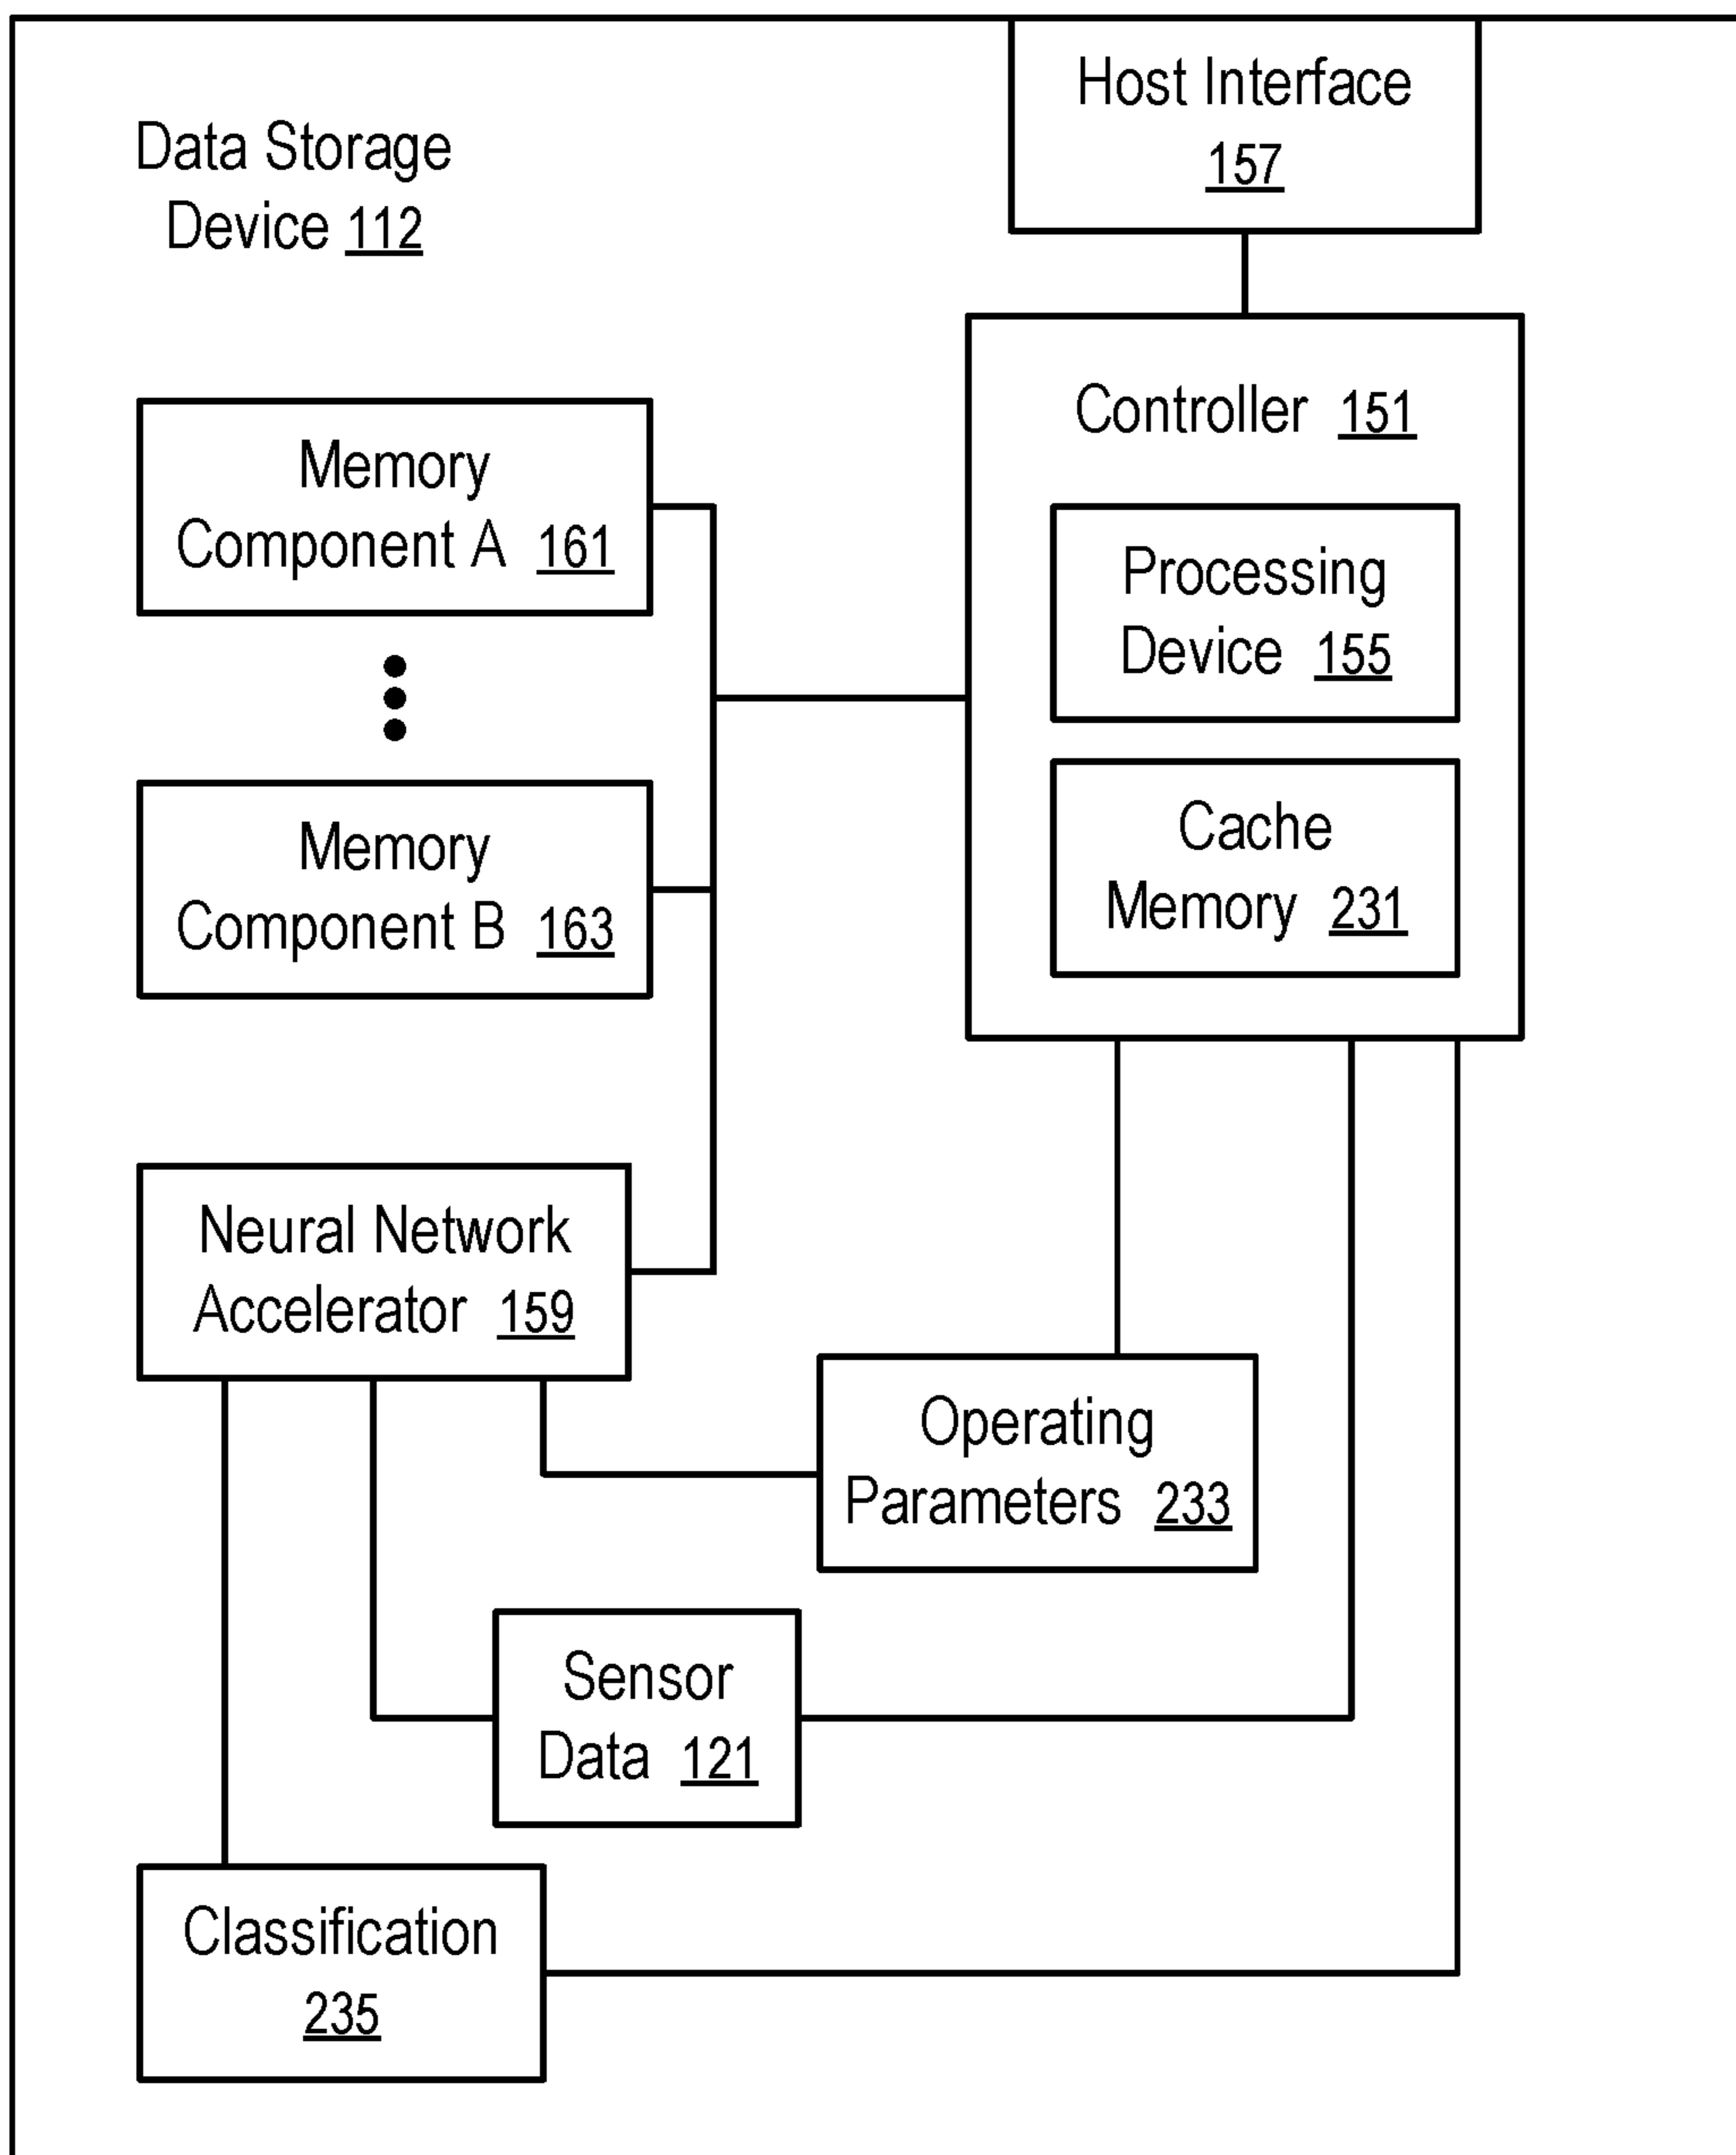 Host Interface
157
Data Storage
Device 112
Controller 151
Memory
Component A 161
Processing
Device 155
Cache
Memory 231
Memory
Component B 163
Neural Network
Accelerator 159
Operating
Parameters 233
Sensor
Data 121
Classification
235